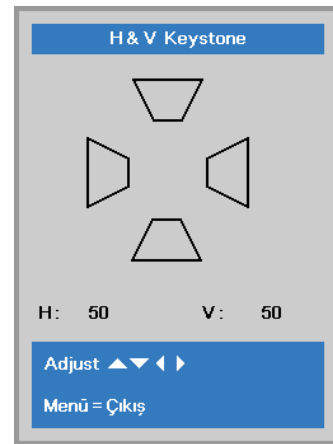 H & V Keystone
H: 50 V: 50
Adjust ▲▼◀▶
Menü = Çıkış